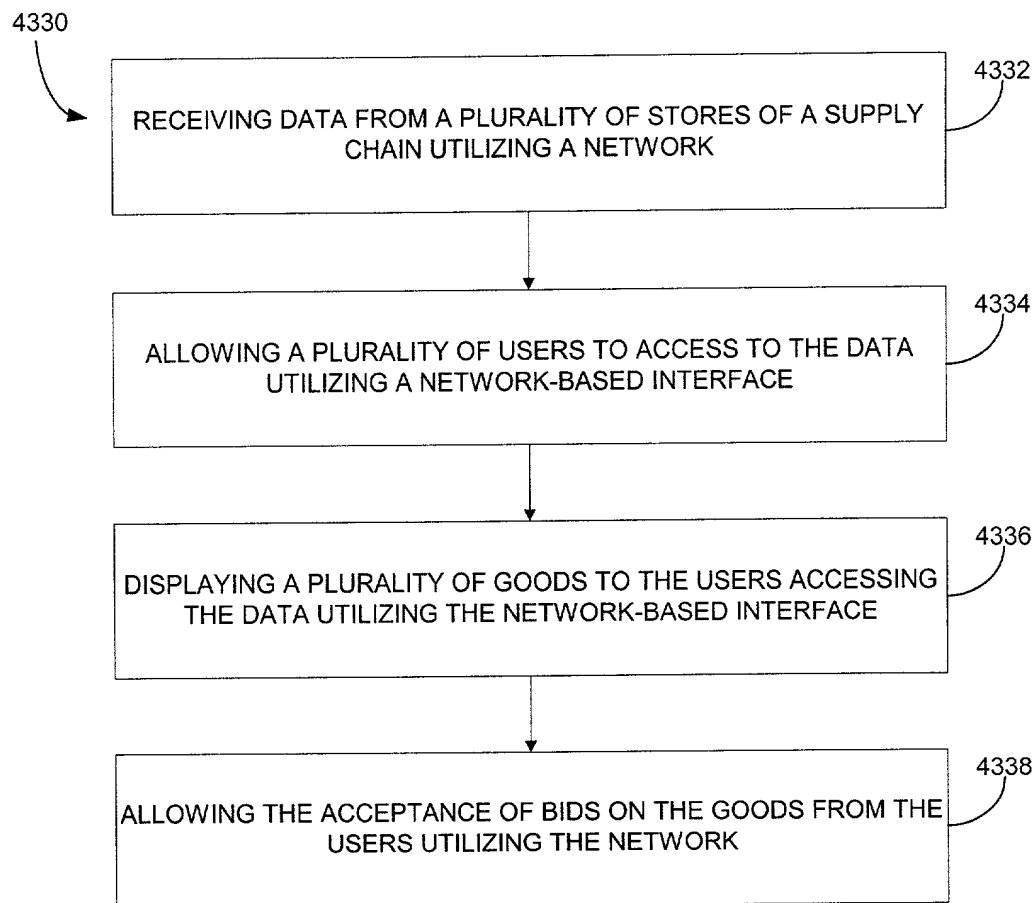 4330
4332
RECEIVING DATA FROM A PLURALITY OF STORES OF A SUPPLY
CHAIN UTILIZING A NETWORK
4334
ALLOWING A PLURALITY OF USERS TO ACCESS TO THE DATA
UTILIZING A NETWORK-BASED INTERFACE
4336
DISPLAYING A PLURALITY OF GOODS TO THE USERS ACCESSING
THE DATA UTILIZING THE NETWORK-BASED INTERFACE
4338
ALLOWING THE ACCEPTANCE OF BIDS ON THE GOODS FROM THE
USERS UTILIZING THE NETWORK